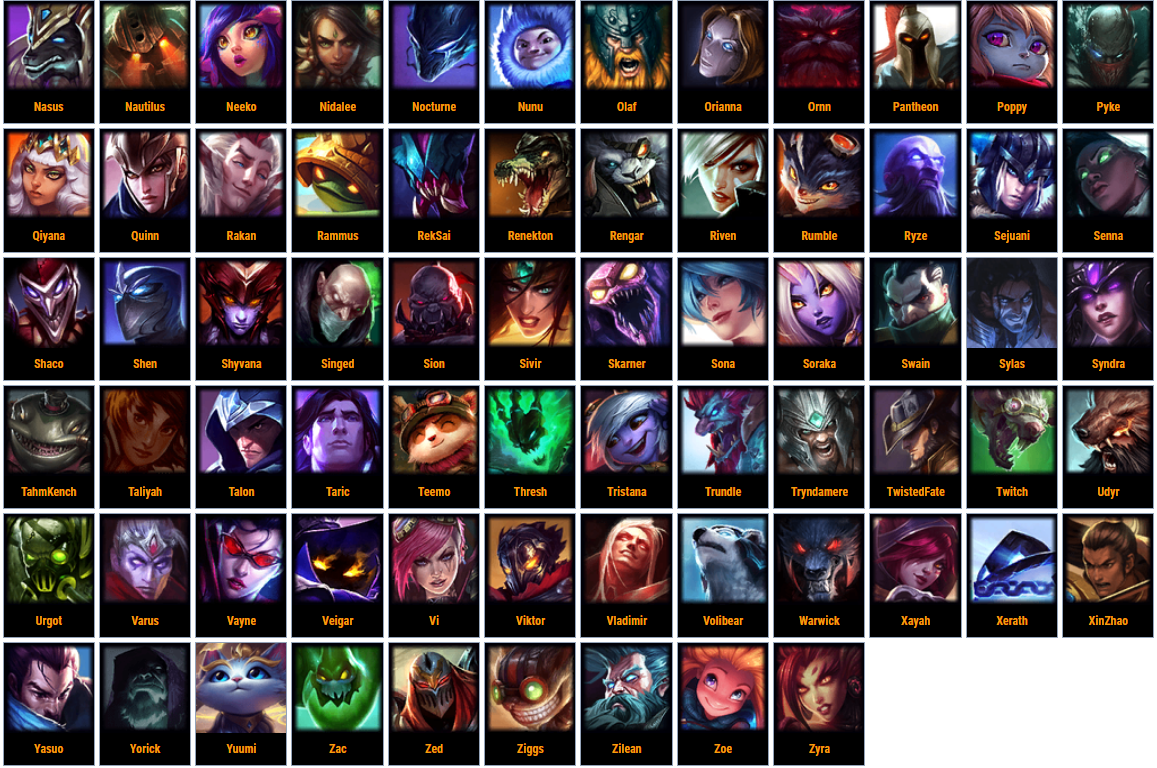 Nasus Nautilus Neeko Nidalee Nocturne Nunu Olaf Orianna Ornn Pantheon Poppy Pyke
Qiyana Quinn Rakan Rammus RekSai Renekton Rengar Riven Rumble Ryze Sejuani Senna
Shaco Shen Shyvana Singed Sion Sivir Skarner Sona Soraka Swain Sylas Syndra
TahmKench Taliyah Talon Taric Teemo Thresh Tristana Trundle Tryndamere TwistedFate Twitch Udyr
Urgot Varus Vayne Veigar Vi Viktor Vladimir Volibear Warwick Xayah Xerath XinZhao
Yasuo Yorick Yuumi Zac Zed Ziggs Zilean Zoe Zyra